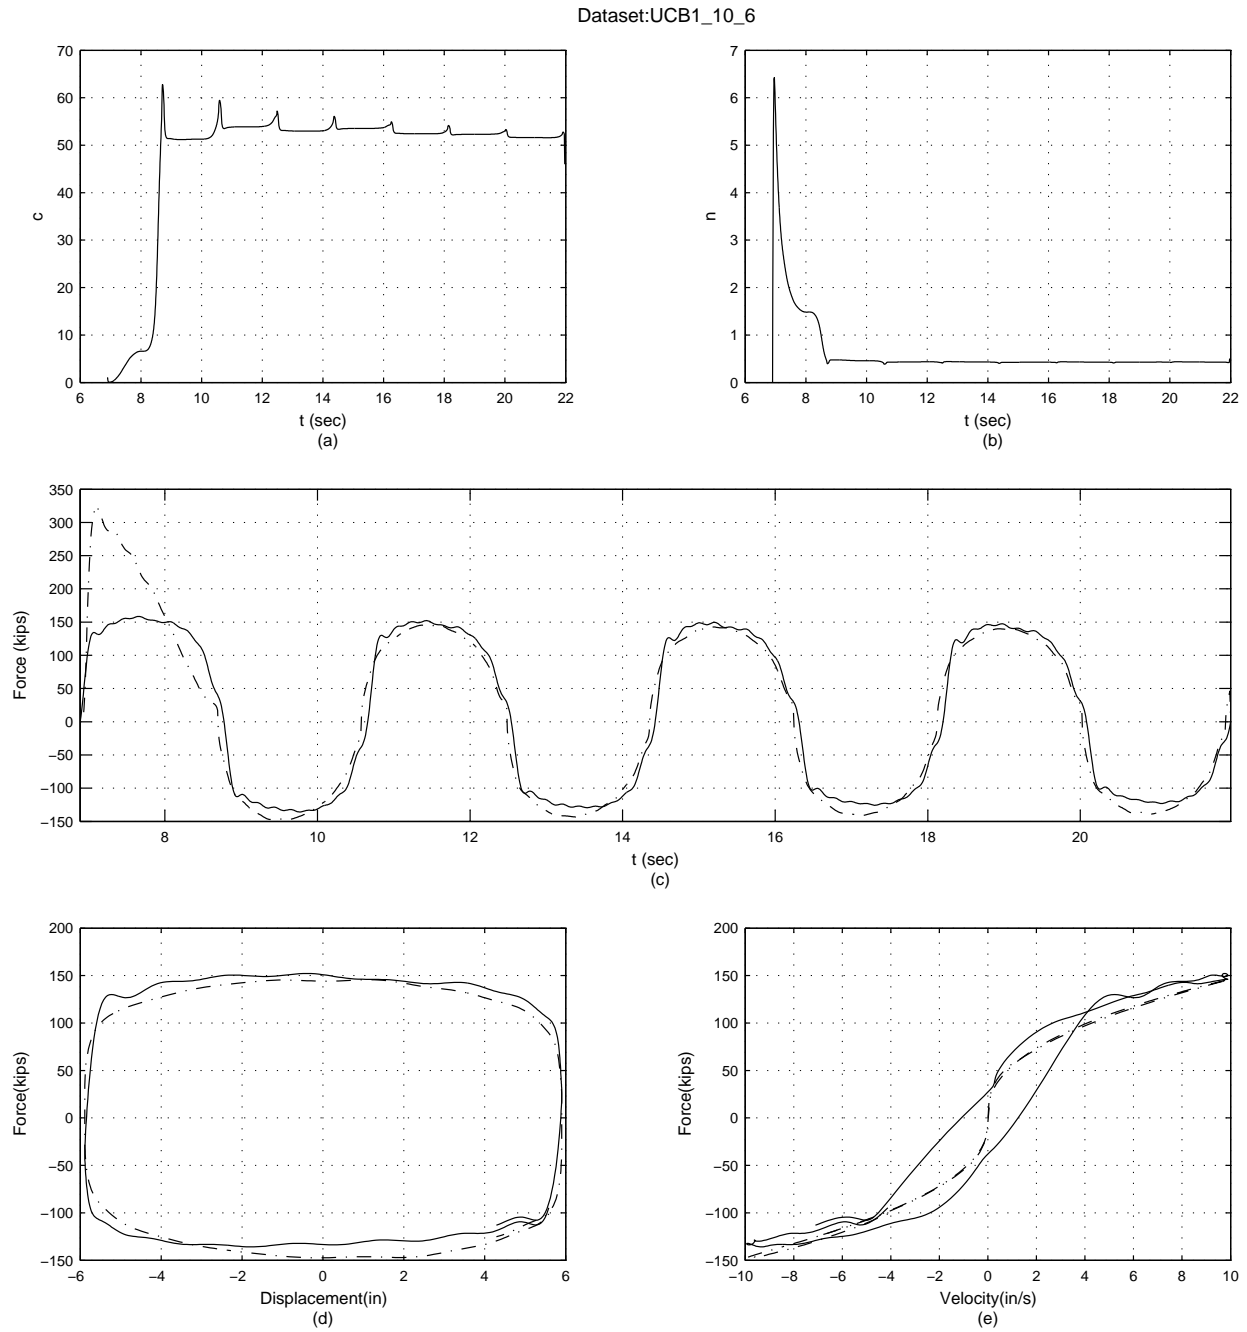 Dataset:UCB1_10_6
70
60
50
40
30
20
10
0
c
6 8 10 12 14 16 18 20 22
t (sec)
(a)
7
6
5
4
3
2
1
0
n
6 8 10 12 14 16 18 20 22
t (sec)
(b)
350
300
250
200
150
100
50
0
−50
−100
−150
Force (kips)
8 10 12 14 16 18 20
t (sec)
(c)
200
150
100
50
0
−50
−100
−150
Force(kips)
−6 −4 −2 0 2 4 6
Displacement(in)
(d)
200
150
100
50
0
−50
−100
−150
Force(kips)
−10 −8 −6 −4 −2 0 2 4 6 8 10
Velocity(in/s)
(e)